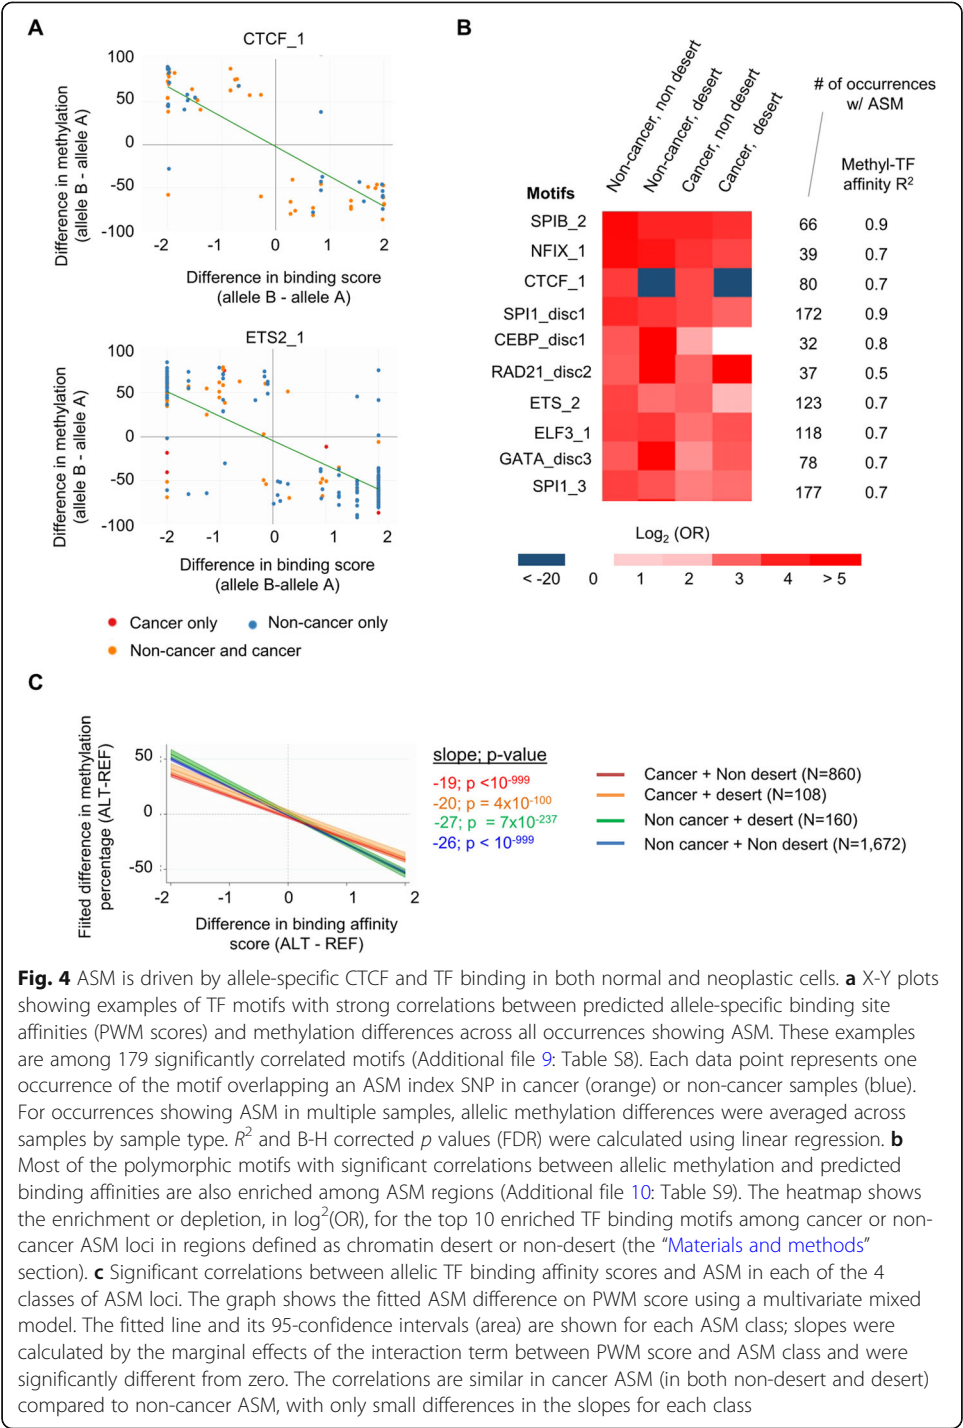 A
CTCF_1
100
50
0
-50
-100
Difference in methylation
(allele B - allele A)
-2 -1 0 1 2
Difference in binding score
(allele B - allele A)
ETS2_1
100
50
0
-50
-100
Difference in methylation
(allele B - allele A)
-2 -1 0 1 2
Difference in binding score
(allele B-allele A)
Cancer only Non-cancer only
Non-cancer and cancer
B
Non-cancer, non desert
Non-cancer, desert
Cancer, non desert
Cancer, desert
# of occurrences
w/ ASM
Methyl-TF
affinity R²
Motifs
SPIB_2 66 0.9
NFIX_1 39 0.7
CTCF_1 80 0.7
SPI1_disc1 172 0.9
CEBP_disc1 32 0.8
RAD21_disc2 37 0.5
ETS_2 123 0.7
ELF3_1 118 0.7
GATA_disc3 78 0.7
SPI1_3 177 0.7
Log₂ (OR)
< -20 0 1 2 3 4 > 5
C
Fiited difference in methylation
percentage (ALT-REF)
50
0
-50
-2 -1 0 1 2
Difference in binding affinity
score (ALT - REF)
slope; p-value
-19; p <10⁻⁹⁹⁹
-20; p = 4x10⁻¹⁰⁰
-27; p = 7x10⁻²³⁷
-26; p < 10⁻⁹⁹⁹
Cancer + Non desert (N=860)
Cancer + desert (N=108)
Non cancer + desert (N=160)
Non cancer + Non desert (N=1,672)
Fig. 4 ASM is driven by allele-specific CTCF and TF binding in both normal and neoplastic cells. a X-Y plots
showing examples of TF motifs with strong correlations between predicted allele-specific binding site
affinities (PWM scores) and methylation differences across all occurrences showing ASM. These examples
are among 179 significantly correlated motifs (Additional file 9: Table S8). Each data point represents one
occurrence of the motif overlapping an ASM index SNP in cancer (orange) or non-cancer samples (blue).
For occurrences showing ASM in multiple samples, allelic methylation differences were averaged across
samples by sample type. R² and B-H corrected p values (FDR) were calculated using linear regression. b
Most of the polymorphic motifs with significant correlations between allelic methylation and predicted
binding affinities are also enriched among ASM regions (Additional file 10: Table S9). The heatmap shows
the enrichment or depletion, in log²(OR), for the top 10 enriched TF binding motifs among cancer or non-
cancer ASM loci in regions defined as chromatin desert or non-desert (the “Materials and methods”
section). c Significant correlations between allelic TF binding affinity scores and ASM in each of the 4
classes of ASM loci. The graph shows the fitted ASM difference on PWM score using a multivariate mixed
model. The fitted line and its 95-confidence intervals (area) are shown for each ASM class; slopes were
calculated by the marginal effects of the interaction term between PWM score and ASM class and were
significantly different from zero. The correlations are similar in cancer ASM (in both non-desert and desert)
compared to non-cancer ASM, with only small differences in the slopes for each class